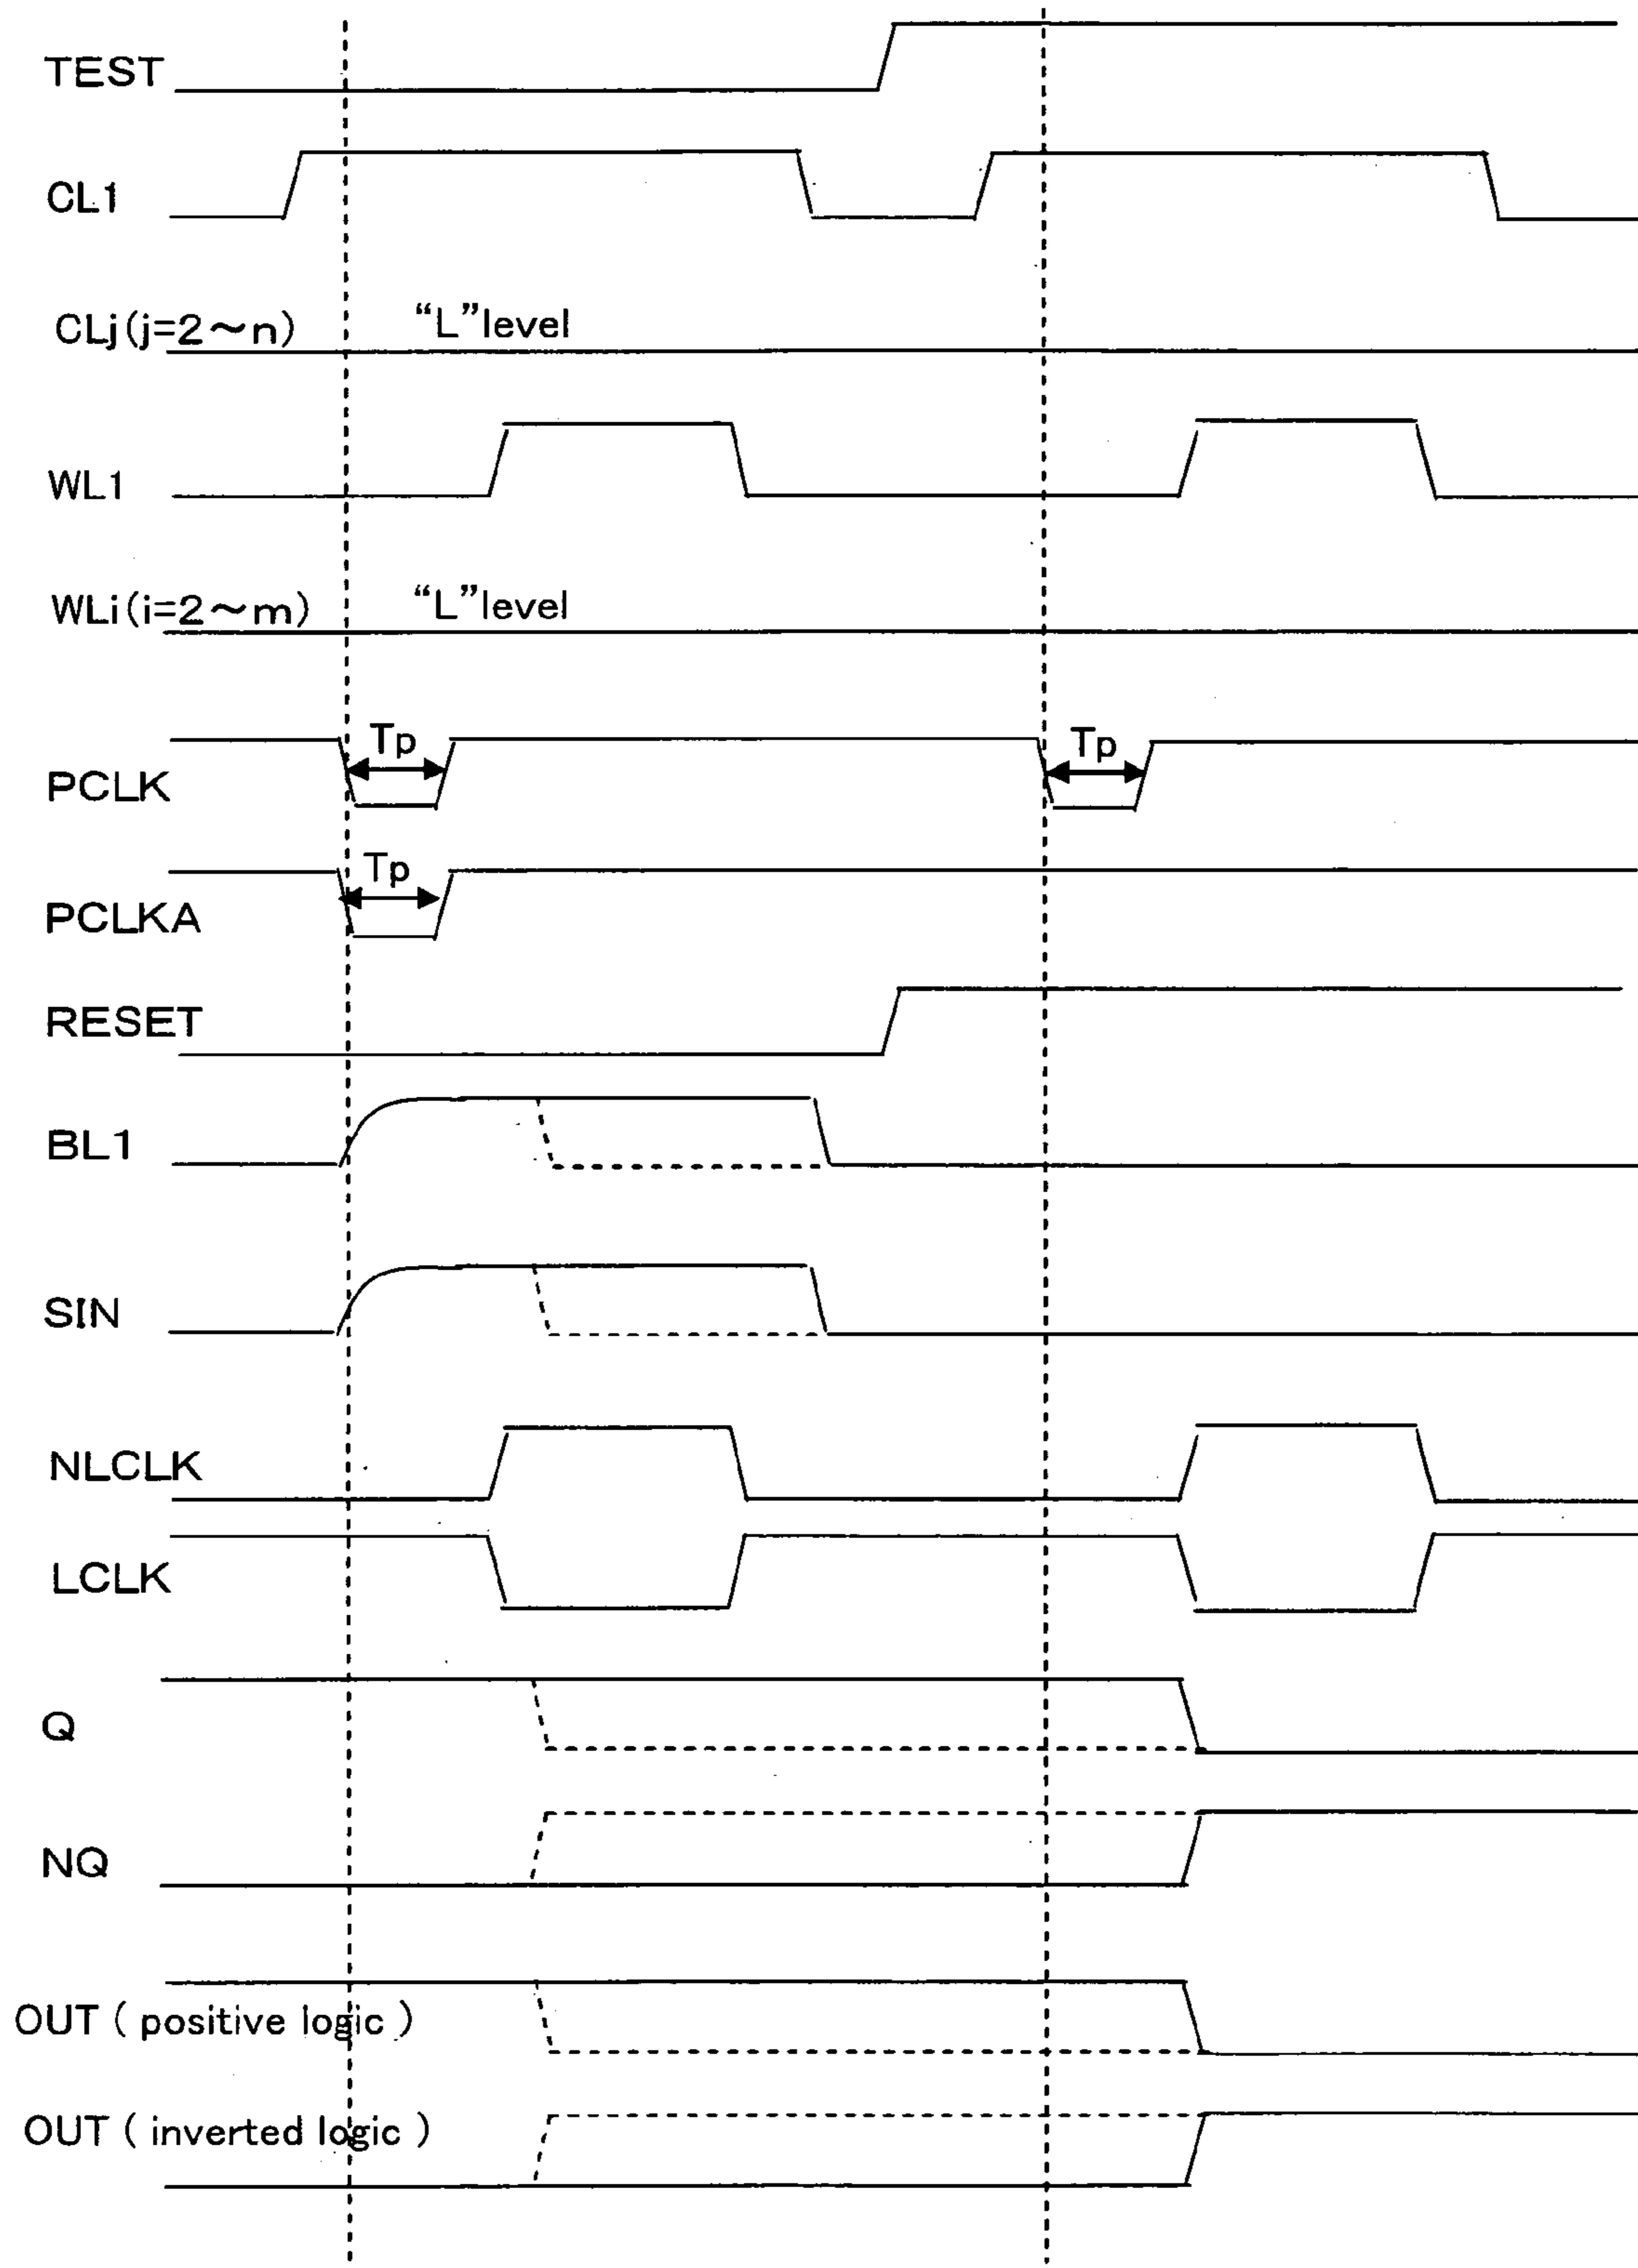 TEST
CL1
CLj(j=2～n) “L”level
WL1
WLi(i=2～m) “L”level
Tp Tp
PCLK
Tp
PCLKA
RESET
BL1
SIN
NLCLK
LCLK
Q
NQ
OUT ( positive logic )
OUT ( inverted logic )